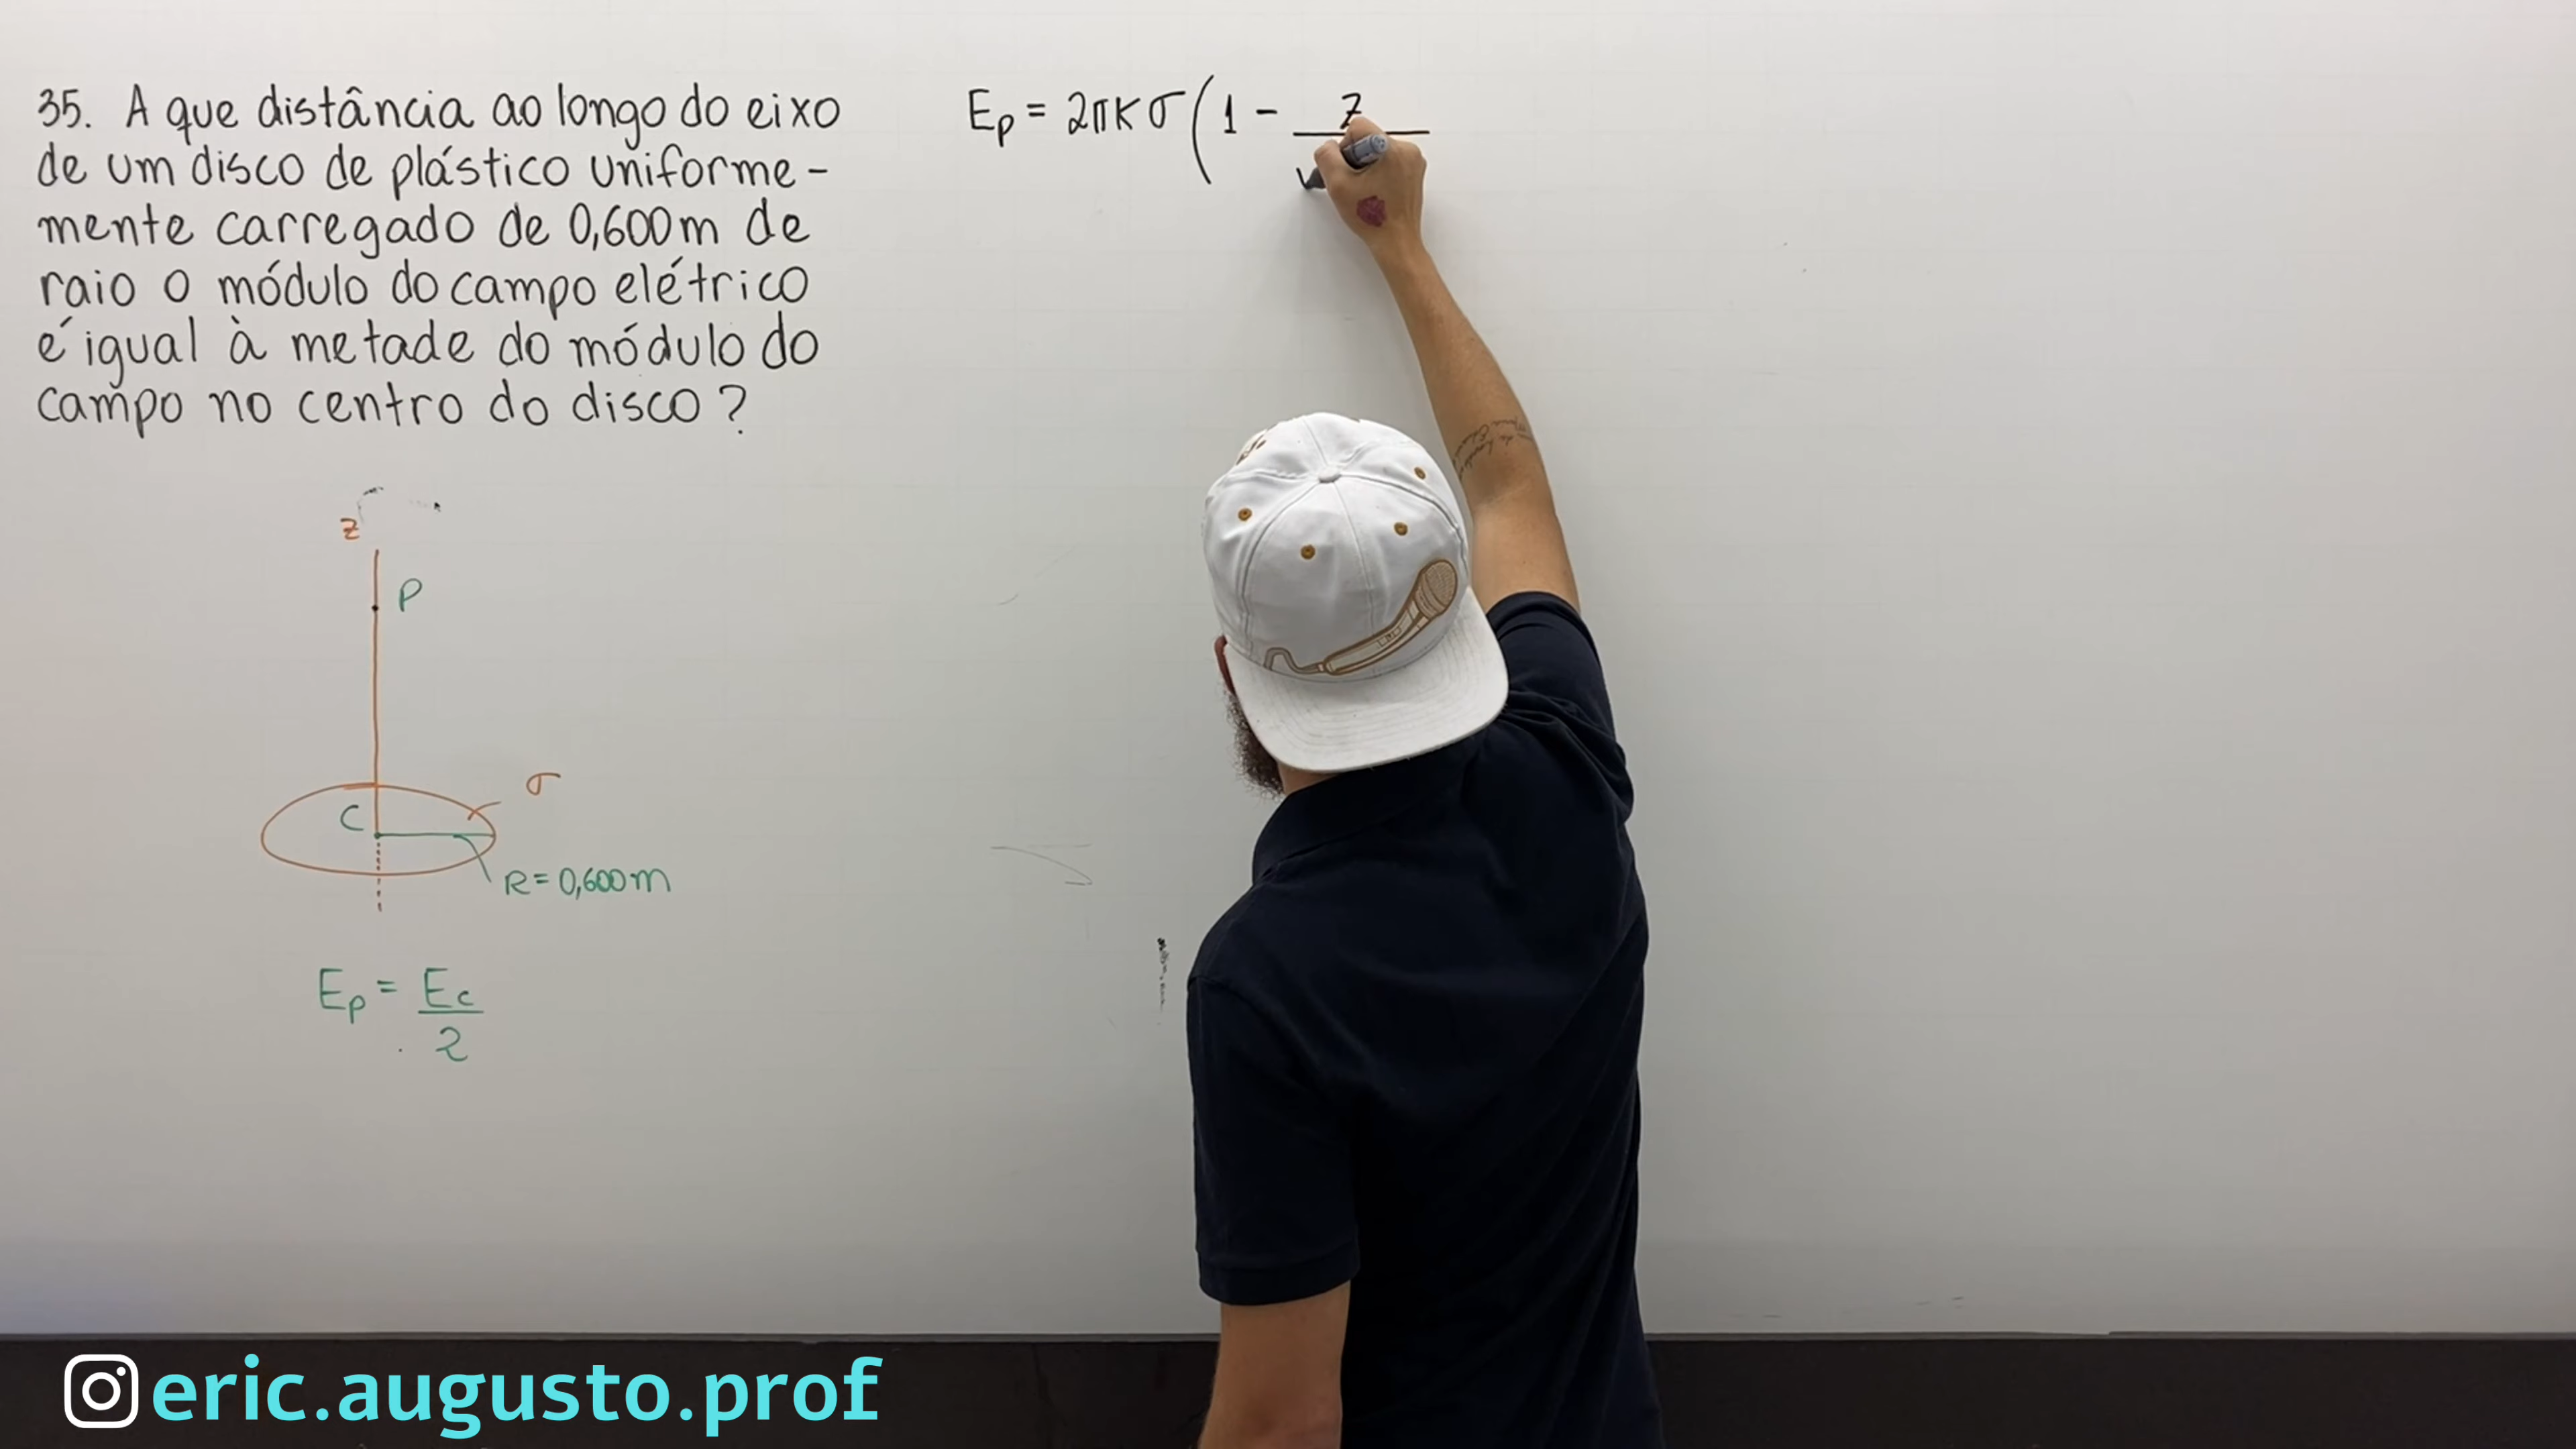 35. A que distância ao longo do eixo
de um disco de plástico uniforme-
mente carregado de 0,600m de
raio o módulo do campo elétrico
é igual à metade do módulo do
campo no centro do disco?
Ep = 2πKσ(1 - z
z
P
σ
C
R=0,600m
Ep = Ec
2
eric.augusto.prof